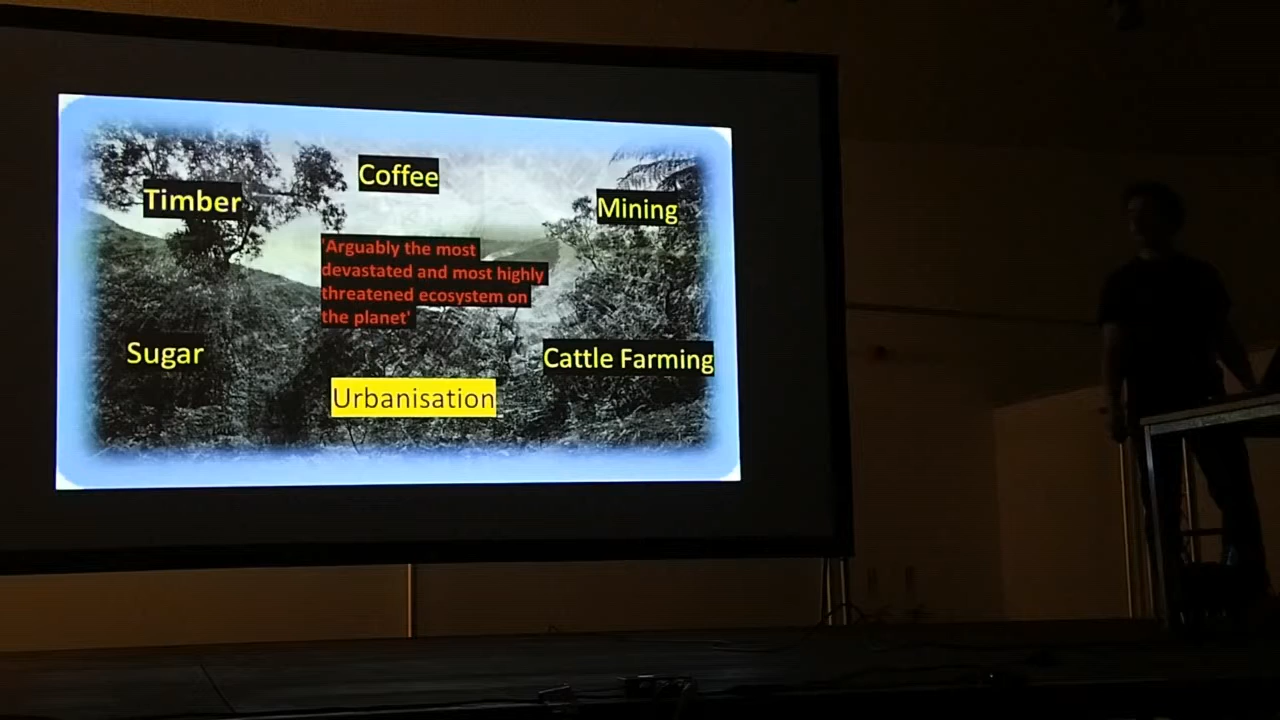 Coffee
Timber
Mining
'Arguably the most
devastated and most highly
threatened ecosystem on
the planet'
Sugar
Cattle Farming
Urbanisation